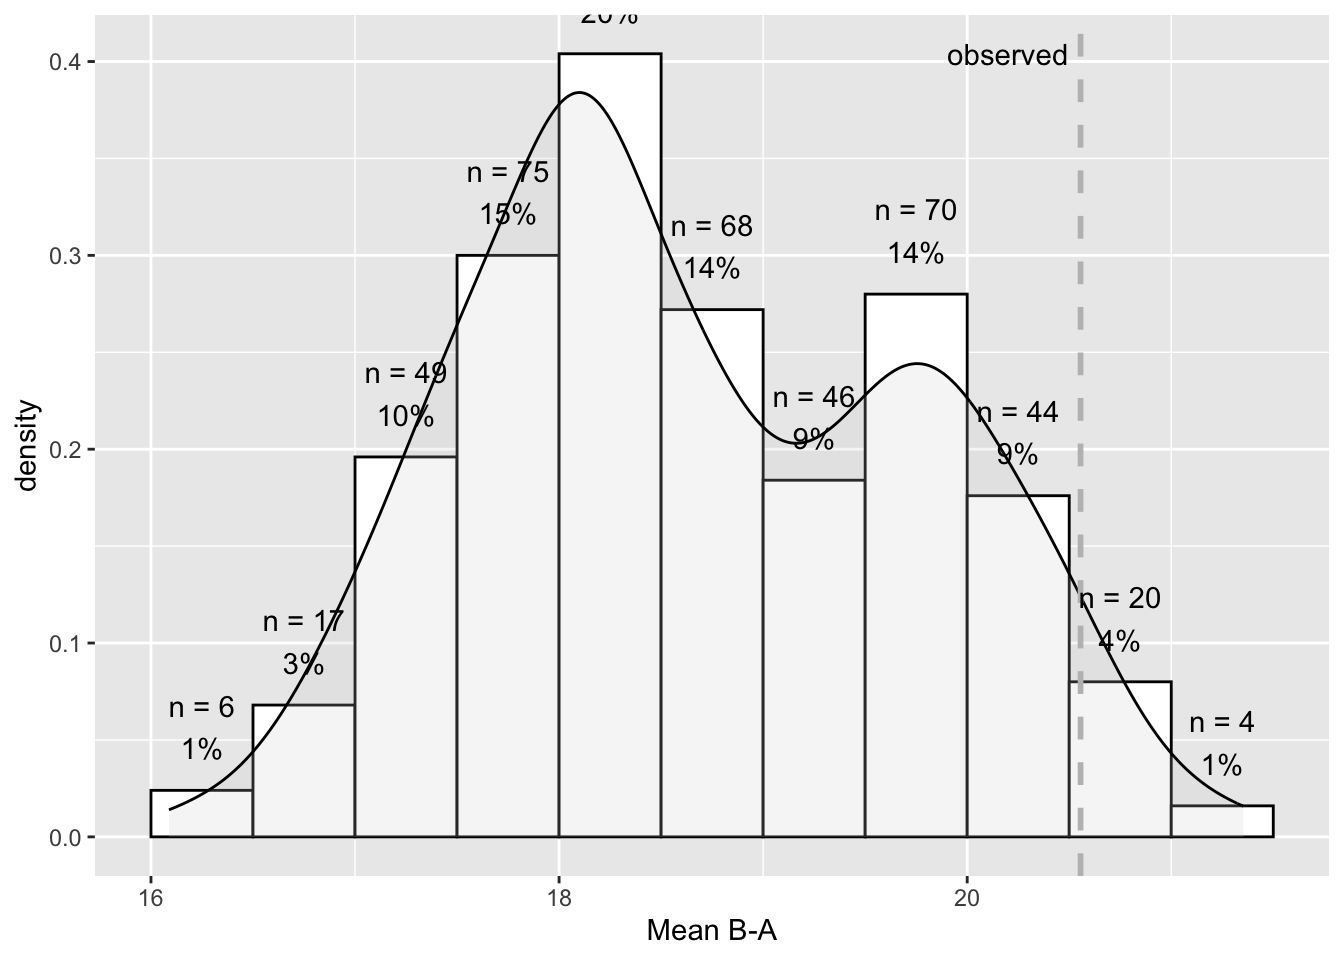 20%
observed
0.4
n = 75
15%
n = 68
14%
n = 70
14%
0.3
n = 49
10%
n = 46
9%
n = 44
9%
density
0.2
n = 17
3%
n = 20
4%
0.1
n = 6
1%
n = 4
1%
0.0
16
18
20
Mean B-A